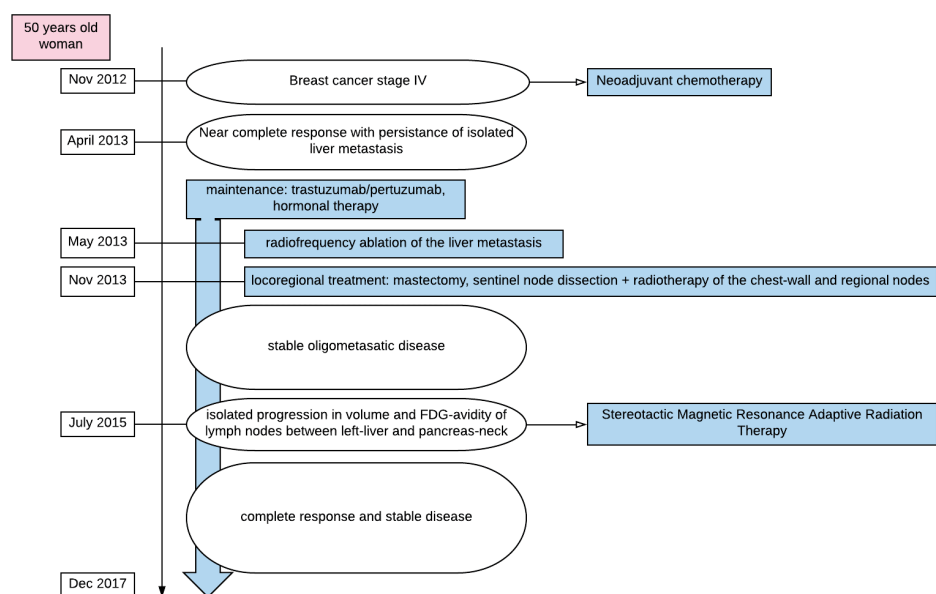 50 years old
woman
Nov 2012
Breast cancer stage IV
Neoadjuvant chemotherapy
April 2013
Near complete response with persistance of isolated
liver metastasis
maintenance: trastuzumab/pertuzumab,
hormonal therapy
May 2013
radiofrequency ablation of the liver metastasis
Nov 2013
locoregional treatment: mastectomy, sentinel node dissection + radiotherapy of the chest-wall and regional nodes
stable oligometasatic disease
July 2015
isolated progression in volume and FDG-avidity of
lymph nodes between left-liver and pancreas-neck
Stereotactic Magnetic Resonance Adaptive Radiation
Therapy
complete response and stable disease
Dec 2017